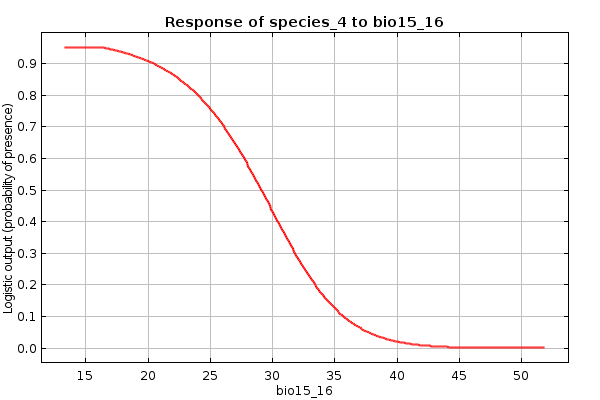 Response of species_4 to bio15_16
Logistic output (probability of presence)
0.9
0.8
0.7
0.6
0.5
0.4
0.3
0.2
0.1
0.0
15 20 25 30 35 40 45 50
bio15_16